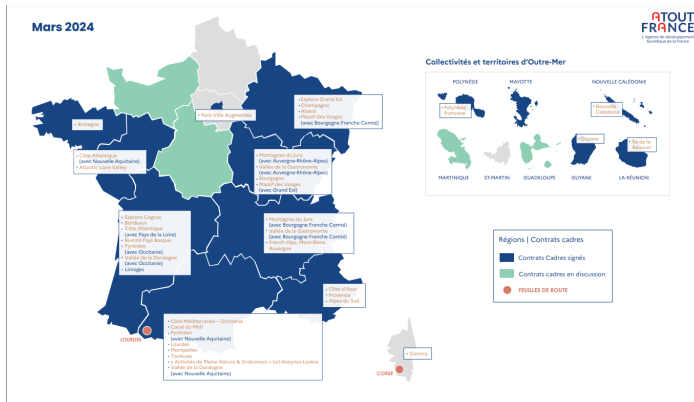 Mars 2024
ATOUT
FRANCE
L'Agence de développement
touristique de la France
Collectivités et territoires d'Outre-Mer
POLYNÉSIE
MAYOTTE
NOUVELLE CALÉDONIE
• Polynésie
française
• Nouvelle
Calédonie
• Guyane
• Île de la
Réunion
MARTINIQUE
ST-MARTIN
GUADELOUPE
GUYANE
LA RÉUNION
• Explore Grand Est
• Champagne
• Alsace
• Massif des Vosges
(avec Bourgogne Franche Comté)
• Paris Ville Augmentée
• Bretagne
• Côte Atlantique
(avec Nouvelle Aquitaine)
• Atlantic Loire Valley
• Montagnes du Jura
(avec Auvergne-Rhône-Alpes)
• Vallée de la Gastronomie
(avec Auvergne-Rhône-Alpes)
• Bourgogne
• Massif des Vosges
(avec Grand Est)
• Explore Cognac
• Bordeaux
• Côte Atlantique
(avec Pays de la Loire)
• Biarritz Pays Basque
• Pyrénées
(avec Occitanie)
• Vallée de la Dordogne
(avec Occitanie)
• Limoges
• Montagnes du Jura
(avec Bourgogne Franche Comté)
• Vallée de la Gastronomie
(avec Bourgogne Franche Comté)
• French Alps, Mont-Blanc
Auvergne
• Côte d'Azur
• Provence
• Alpes du Sud
LOURDES
• Côté Méditerranée - Occitanie
• Canal du Midi
• Pyrénées
(avec Nouvelle Aquitaine)
• Lourdes
• Montpellier
• Toulouse
• « Activités de Pleine Nature & Itinérances » Lot-Aveyron-Lozère
• Vallée de la Dordogne
(avec Nouvelle Aquitaine)
• Corsica
CORSE
Régions | Contrats cadres
Contrats Cadres signés
Contrats cadres en discussion
FEUILLES DE ROUTE